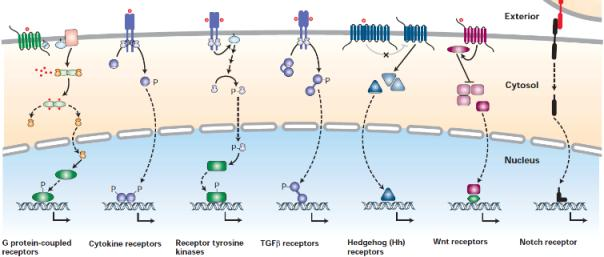 Exterior
Cytosol
Nucleus
P
P
P
P
P
P
P P
P
P
G protein-coupled
receptors
Cytokine receptors
Receptor tyrosine
kinases
TGFβ receptors
Hedgehog (Hh)
receptors
Wnt receptors
Notch receptor